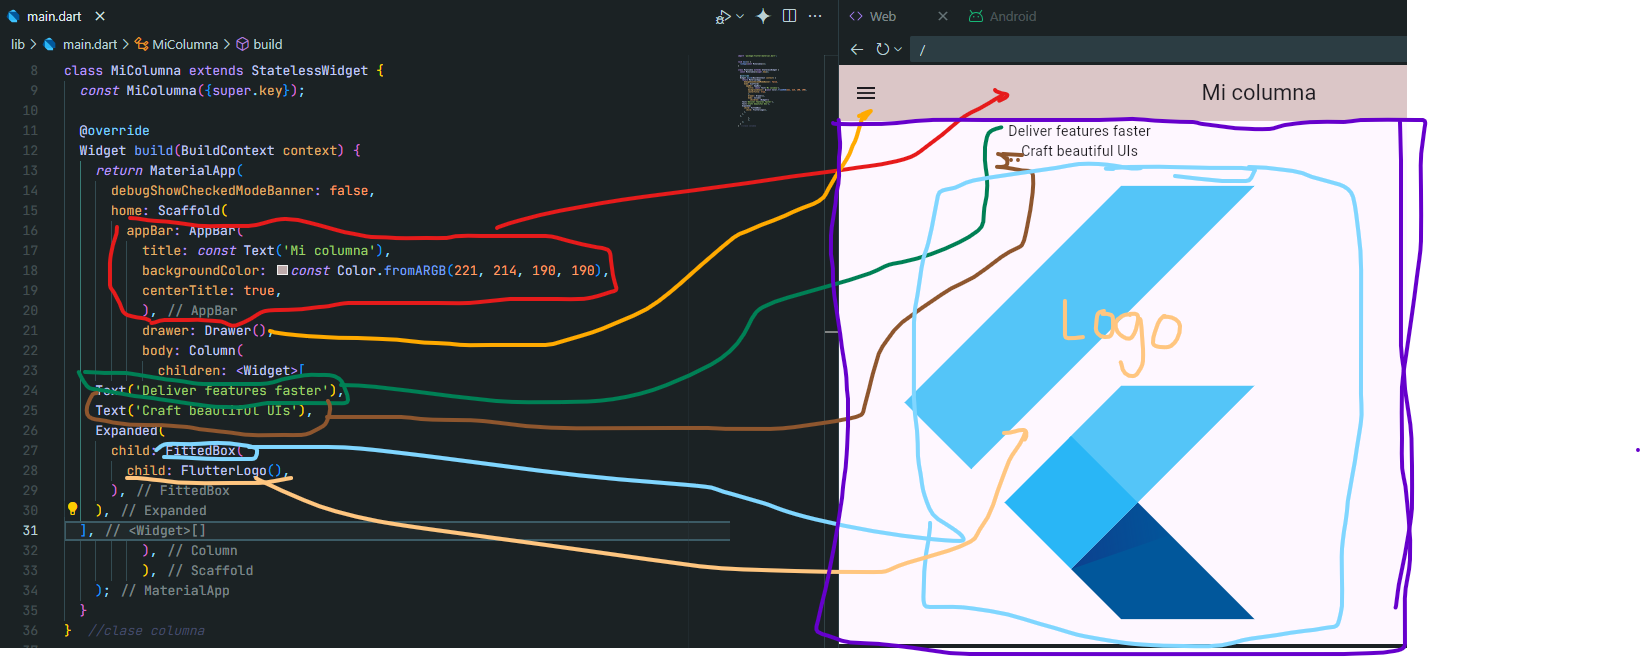 main.dart
lib > main.dart > MiColumna > build
8 class MiColumna extends StatelessWidget {
9 const MiColumna({super.key});
10
11 @override
12 Widget build(BuildContext context) {
13 return MaterialApp(
14 debugShowCheckedModeBanner: false,
15 home: Scaffold(
16 appBar: AppBar(
17 title: const Text('Mi columna'),
18 backgroundColor: const Color.fromARGB(221, 214, 190, 190),
19 centerTitle: true,
20 ), // AppBar
21 drawer: Drawer(),
22 body: Column(
23 children: <Widget>[
24 Text('Deliver features faster'),
25 Text('Craft beautiful UIs'),
26 Expanded(
27 child: FittedBox(
28 child: FlutterLogo(),
29 ), // FittedBox
30 ), // Expanded
31 ], // <Widget>[]
32 ), // Column
33 ), // Scaffold
34 ); // MaterialApp
35 }
36 } //clase columna
Web
Android
/
Mi columna
Deliver features faster
Craft beautiful UIs
Logo